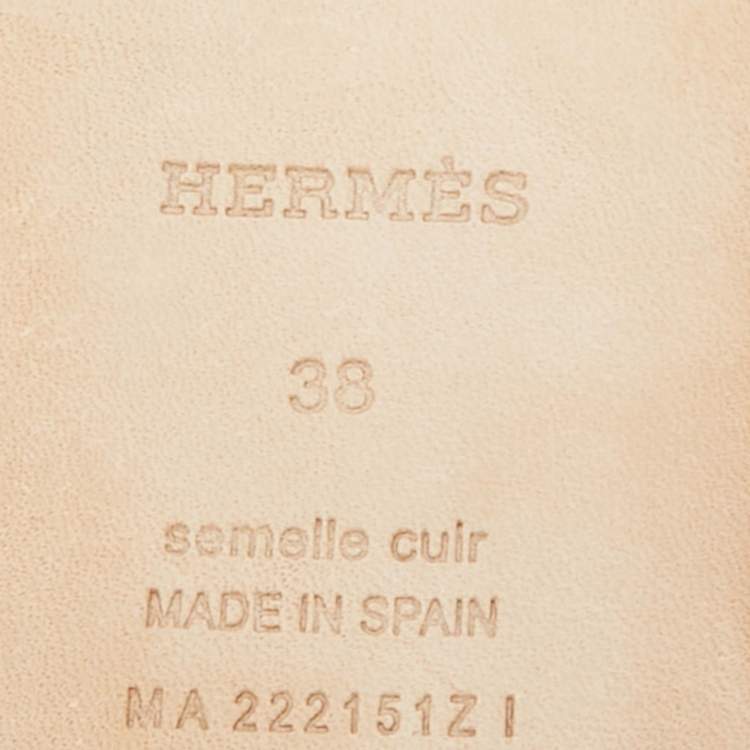 HERMÈS
38
semelle cuir
MADE IN SPAIN
MA 222151Z I